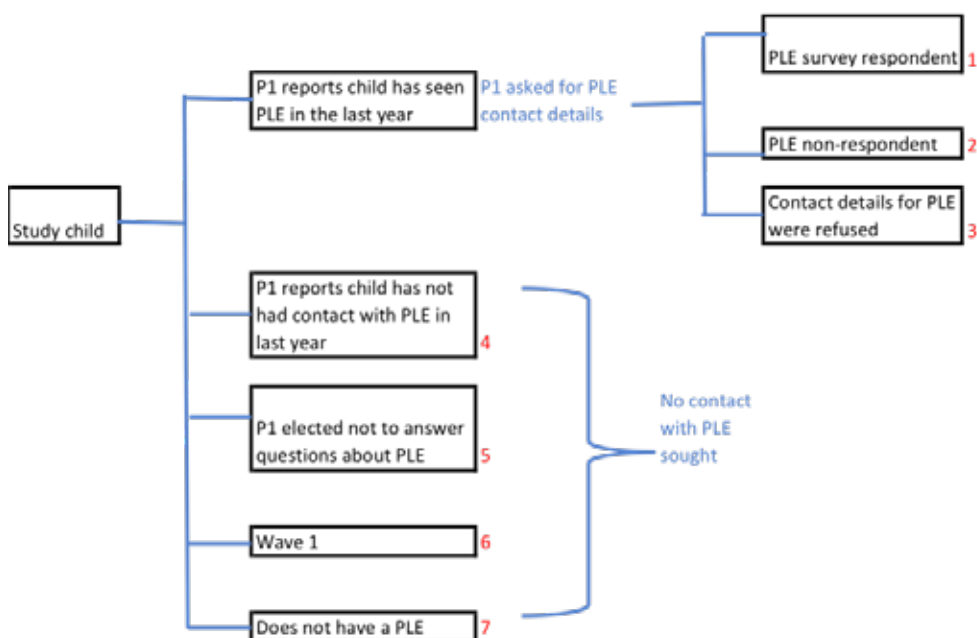 Study child
P1 reports child has seen
PLE in the last year
P1 asked for PLE
contact details
PLE survey respondent 1
PLE non-respondent 2
Contact details for PLE
were refused 3
P1 reports child has not
had contact with PLE in
last year 4
P1 elected not to answer
questions about PLE 5
Wave 1 6
Does not have a PLE 7
No contact
with PLE
sought